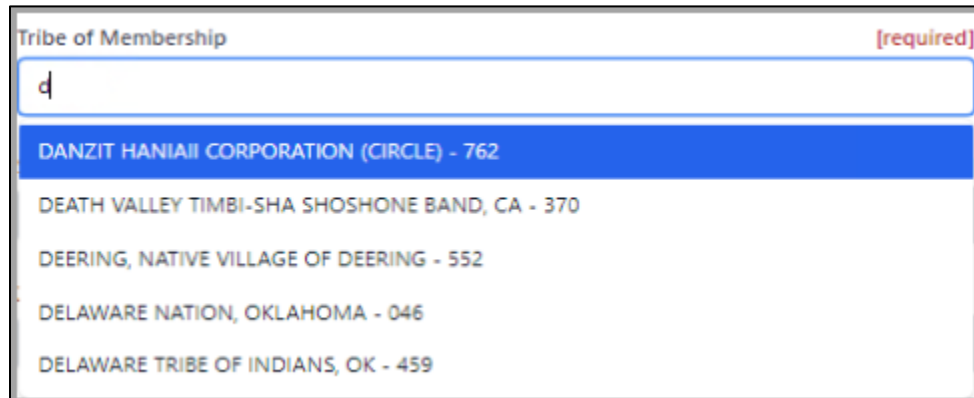 Tribe of Membership [required]
d
DANZIT HANIAII CORPORATION (CIRCLE) - 762
DEATH VALLEY TIMBI-SHA SHOSHONE BAND, CA - 370
DEERING, NATIVE VILLAGE OF DEERING - 552
DELAWARE NATION, OKLAHOMA - 046
DELAWARE TRIBE OF INDIANS, OK - 459